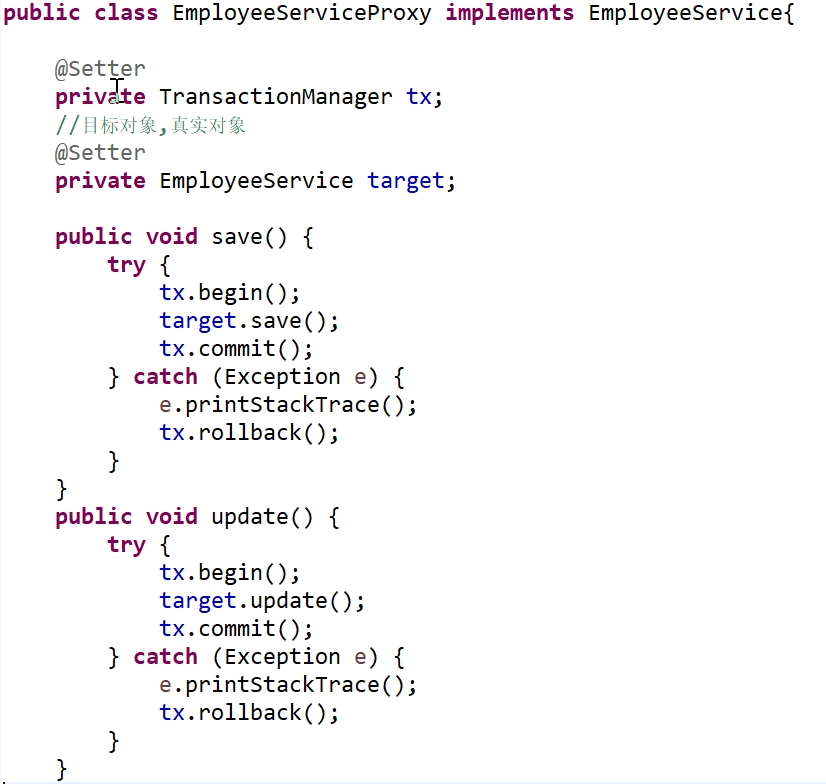 public class EmployeeServiceProxy implements EmployeeService{
@Setter
private TransactionManager tx;
//目标对象,真实对象
@Setter
private EmployeeService target;
public void save() {
try {
tx.begin();
target.save();
tx.commit();
} catch (Exception e) {
e.printStackTrace();
tx.rollback();
}
}
public void update() {
try {
tx.begin();
target.update();
tx.commit();
} catch (Exception e) {
e.printStackTrace();
tx.rollback();
}
}